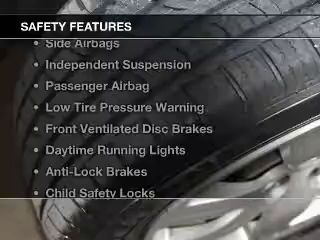 SAFETY FEATURES
• Side Airbags
• Independent Suspension
• Passenger Airbag
• Low Tire Pressure Warning
• Front Ventilated Disc Brakes
• Daytime Running Lights
• Anti-Lock Brakes
• Child Safety Locks